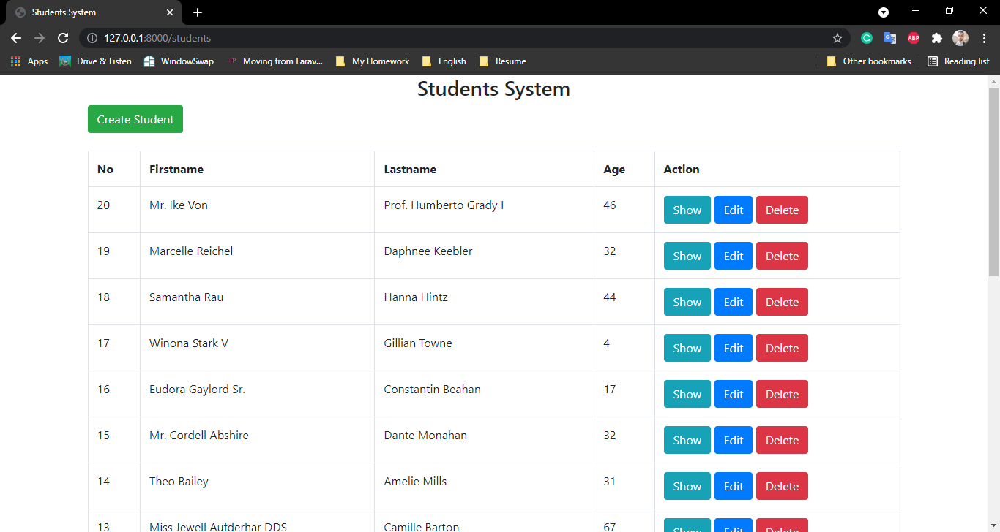 Students System
127.0.0.1:8000/students
ABP
Apps Drive & Listen WindowSwap Moving from Larav... My Homework English Resume Other bookmarks Reading list
Students System
Create Student
No Firstname Lastname Age Action
20 Mr. Ike Von Prof. Humberto Grady I 46 Show Edit Delete
19 Marcelle Reichel Daphnee Keebler 32 Show Edit Delete
18 Samantha Rau Hanna Hintz 44 Show Edit Delete
17 Winona Stark V Gillian Towne 4 Show Edit Delete
16 Eudora Gaylord Sr. Constantin Beahan 17 Show Edit Delete
15 Mr. Cordell Abshire Dante Monahan 32 Show Edit Delete
14 Theo Bailey Amelie Mills 31 Show Edit Delete
13 Miss Jewell Aufderhar DDS Camille Barton 67 Show Edit Delete